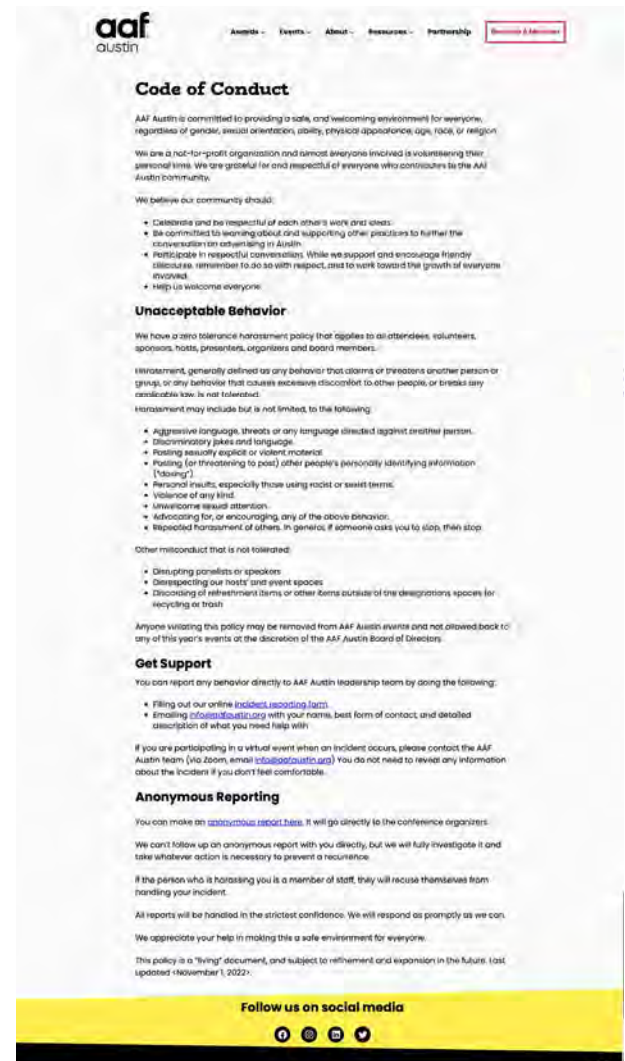 aaf
austin
Awards
Events
About
Resources
Partnership
Become A Member
Code of Conduct
AAF Austin is committed to providing a safe, and welcoming environment for everyone,
regardless of gender, sexual orientation, ability, physical appearance, age, race, or religion
We are a not-for-profit organization and almost everyone involved is volunteering their
personal time. We are grateful for and respectful of everyone who contributes to the AAF
Austin community.
We believe our community should:
• Celebrate and be respectful of each other's work and ideas.
• Be committed to learning about and supporting other practices to further the
conversation on advertising in Austin
• Participate in respectful conversation. While we support and encourage friendly
discourse, remember to do so with respect, and to work toward the growth of everyone
involved.
• Help us welcome everyone.
Unacceptable Behavior
We have a zero tolerance harassment policy that applies to all attendees, volunteers,
sponsors, hosts, presenters, organizers and board members.
Harassment, generally defined as any behavior that alarms or threatens another person or
group, or any behavior that causes excessive discomfort to other people, or breaks any
applicable law, is not tolerated.
Harassment may include but is not limited, to the following:
• Aggressive language, threats or any language directed against another person.
• Discriminatory jokes and language.
• Posting sexually explicit or violent material.
• Posting (or threatening to post) other people's personally identifying information
("doxing").
• Personal insults, especially those using racist or sexist terms.
• Violence of any kind.
• Unwelcome sexual attention.
• Advocating for, or encouraging, any of the above behavior.
• Repeated harassment of others. In general, if someone asks you to stop, then stop.
Other misconduct that is not tolerated:
• Disrupting panelists or speakers
• Disrespecting our hosts' and event spaces
• Discarding of refreshment items or other items outside of the designations spaces for
recycling or trash
Anyone violating this policy may be removed from AAF Austin events and not allowed back to
any of this year's events at the discretion of the AAF Austin Board of Directors.
Get Support
You can report any behavior directly to AAF Austin leadership team by doing the following:
• Filling out our online incident reporting form
• Emailing info@aafaustin.org with your name, best form of contact, and detailed
description of what you need help with
If you are participating in a virtual event when an incident occurs, please contact the AAF
Austin team (via Zoom, email info@aafaustin.org) You do not need to reveal any information
about the incident if you don't feel comfortable.
Anonymous Reporting
You can make an anonymous report here. It will go directly to the conference organizers.
We can't follow up an anonymous report with you directly, but we will fully investigate it and
take whatever action is necessary to prevent a recurrence.
If the person who is harassing you is a member of staff, they will recuse themselves from
handling your incident.
All reports will be handled in the strictest confidence. We will respond as promptly as we can.
We appreciate your help in making this a safe environment for everyone.
This policy is a "living" document, and subject to refinement and expansion in the future. Last
updated <November 1, 2022>.
Follow us on social media